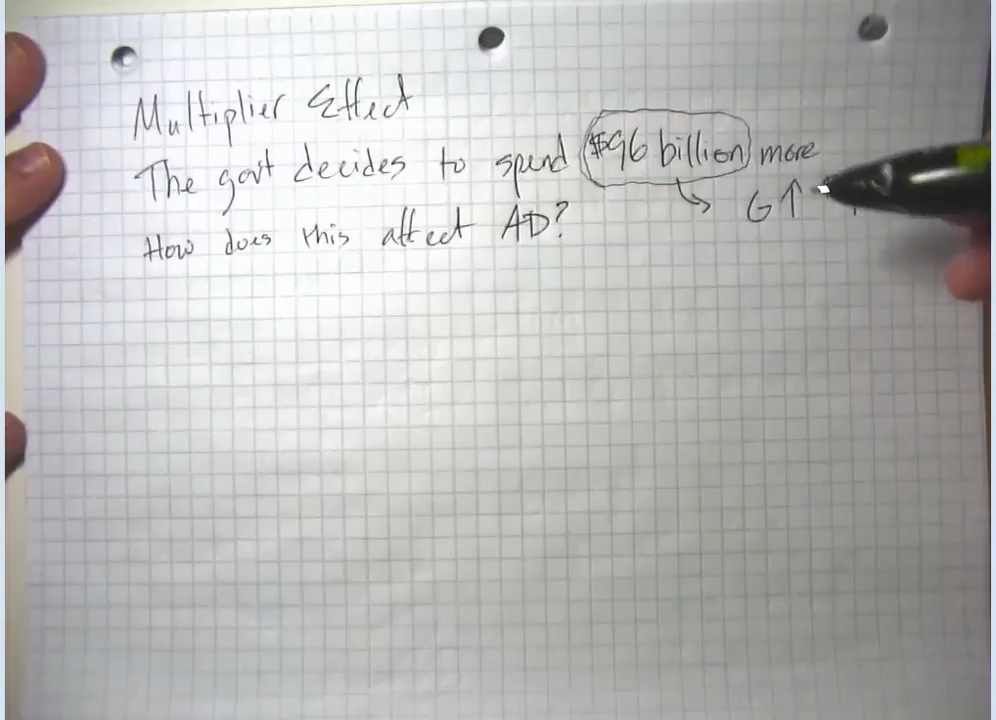 Multiplier Effect
The govt decides to spend $96 billion more
G↑
How does this affect AD?